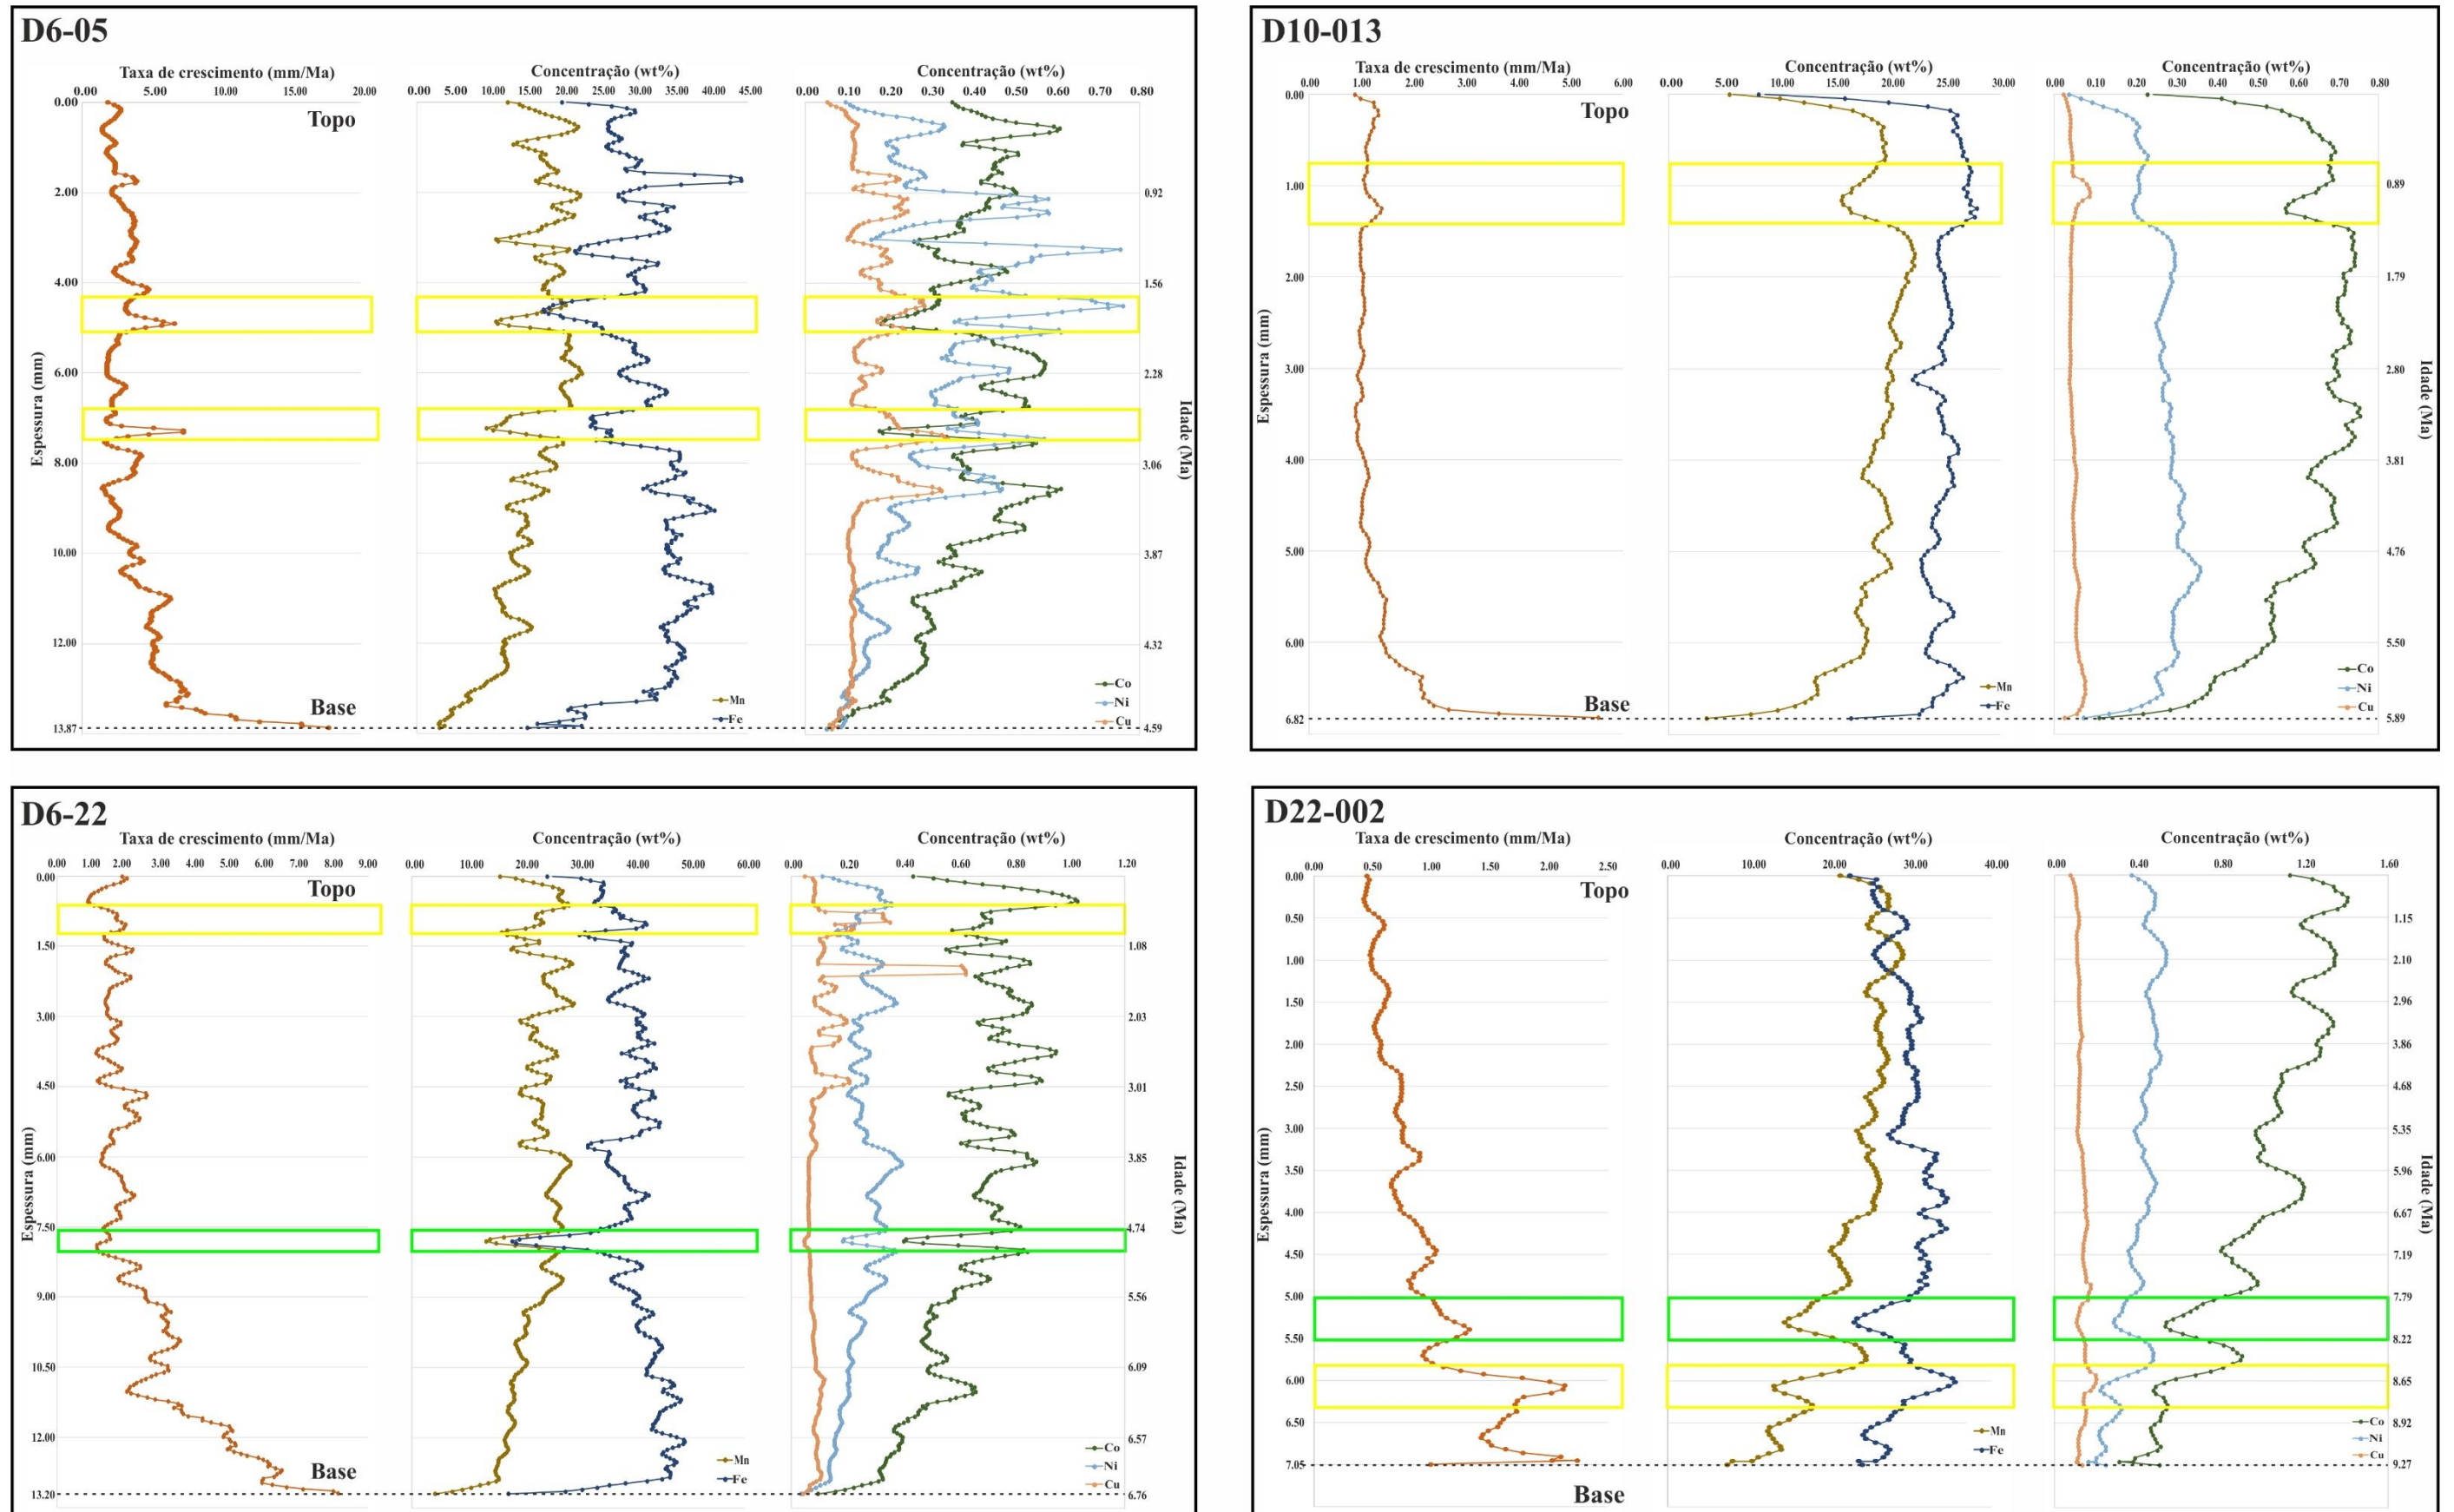 D6-05
Taxa de crescimento (mm/Ma)
Concentração (wt%)
Concentração (wt%)
0.00 5.00 10.00 15.00 20.00
0.00 5.00 10.00 15.00 20.00 25.00 30.00 35.00 40.00 45.00
0.00 0.10 0.20 0.30 0.40 0.50 0.60 0.70 0.80
0.00
Topo
2.00
0.92
4.00
1.56
6.00
2.28
8.00
3.06
10.00
3.87
12.00
4.32
Base
13.87
4.59
Espessura (mm)
Idade (Ma)
Mn
Fe
Co
Ni
Cu
D10-013
Taxa de crescimento (mm/Ma)
Concentração (wt%)
Concentração (wt%)
0.00 1.00 2.00 3.00 4.00 5.00 6.00
0.00 5.00 10.00 15.00 20.00 25.00 30.00
0.00 0.10 0.20 0.30 0.40 0.50 0.60 0.70 0.80
0.00
Topo
1.00
0.89
2.00
1.79
3.00
2.80
4.00
3.81
5.00
4.76
6.00
5.50
Base
6.82
5.89
Espessura (mm)
Idade (Ma)
Mn
Fe
Co
Ni
Cu
D6-22
Taxa de crescimento (mm/Ma)
Concentração (wt%)
Concentração (wt%)
0.00 1.00 2.00 3.00 4.00 5.00 6.00 7.00 8.00 9.00
0.00 10.00 20.00 30.00 40.00 50.00 60.00
0.00 0.20 0.40 0.60 0.80 1.00 1.20
0.00
Topo
1.50
1.08
3.00
2.03
4.50
3.01
6.00
3.85
7.50
4.74
9.00
5.56
10.50
6.09
12.00
6.57
Base
13.20
6.76
Espessura (mm)
Idade (Ma)
Mn
Fe
Co
Ni
Cu
D22-002
Taxa de crescimento (mm/Ma)
Concentração (wt%)
Concentração (wt%)
0.00 0.50 1.00 1.50 2.00 2.50
0.00 10.00 20.00 30.00 40.00
0.00 0.40 0.80 1.20 1.60
0.00
Topo
0.50
1.15
1.00
2.10
1.50
2.96
2.00
3.86
2.50
4.68
3.00
5.35
3.50
5.96
4.00
6.67
4.50
7.19
5.00
7.79
5.50
8.22
6.00
8.65
6.50
8.92
7.05
9.27
Base
Espessura (mm)
Idade (Ma)
Mn
Fe
Co
Ni
Cu